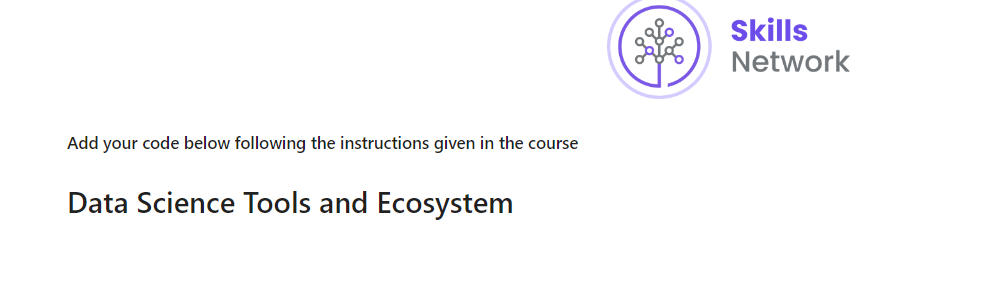 Skills
Network
Add your code below following the instructions given in the course
Data Science Tools and Ecosystem